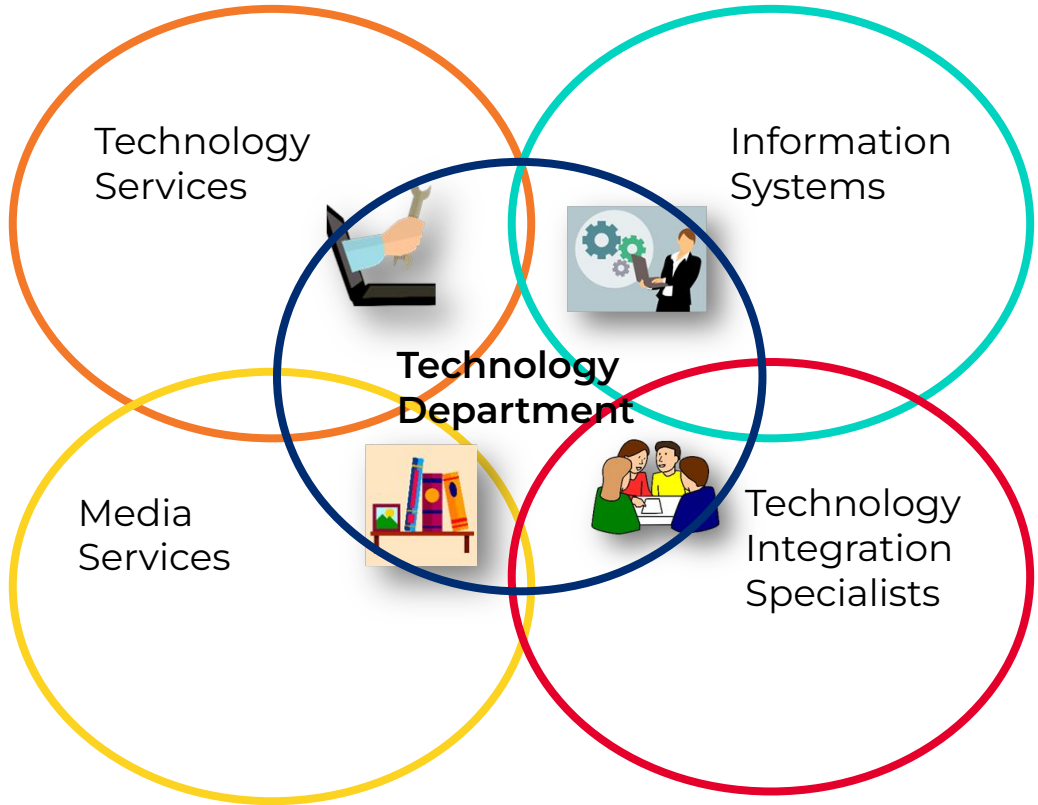 Technology
Services
Information
Systems
Technology
Department
Media
Services
Technology
Integration
Specialists